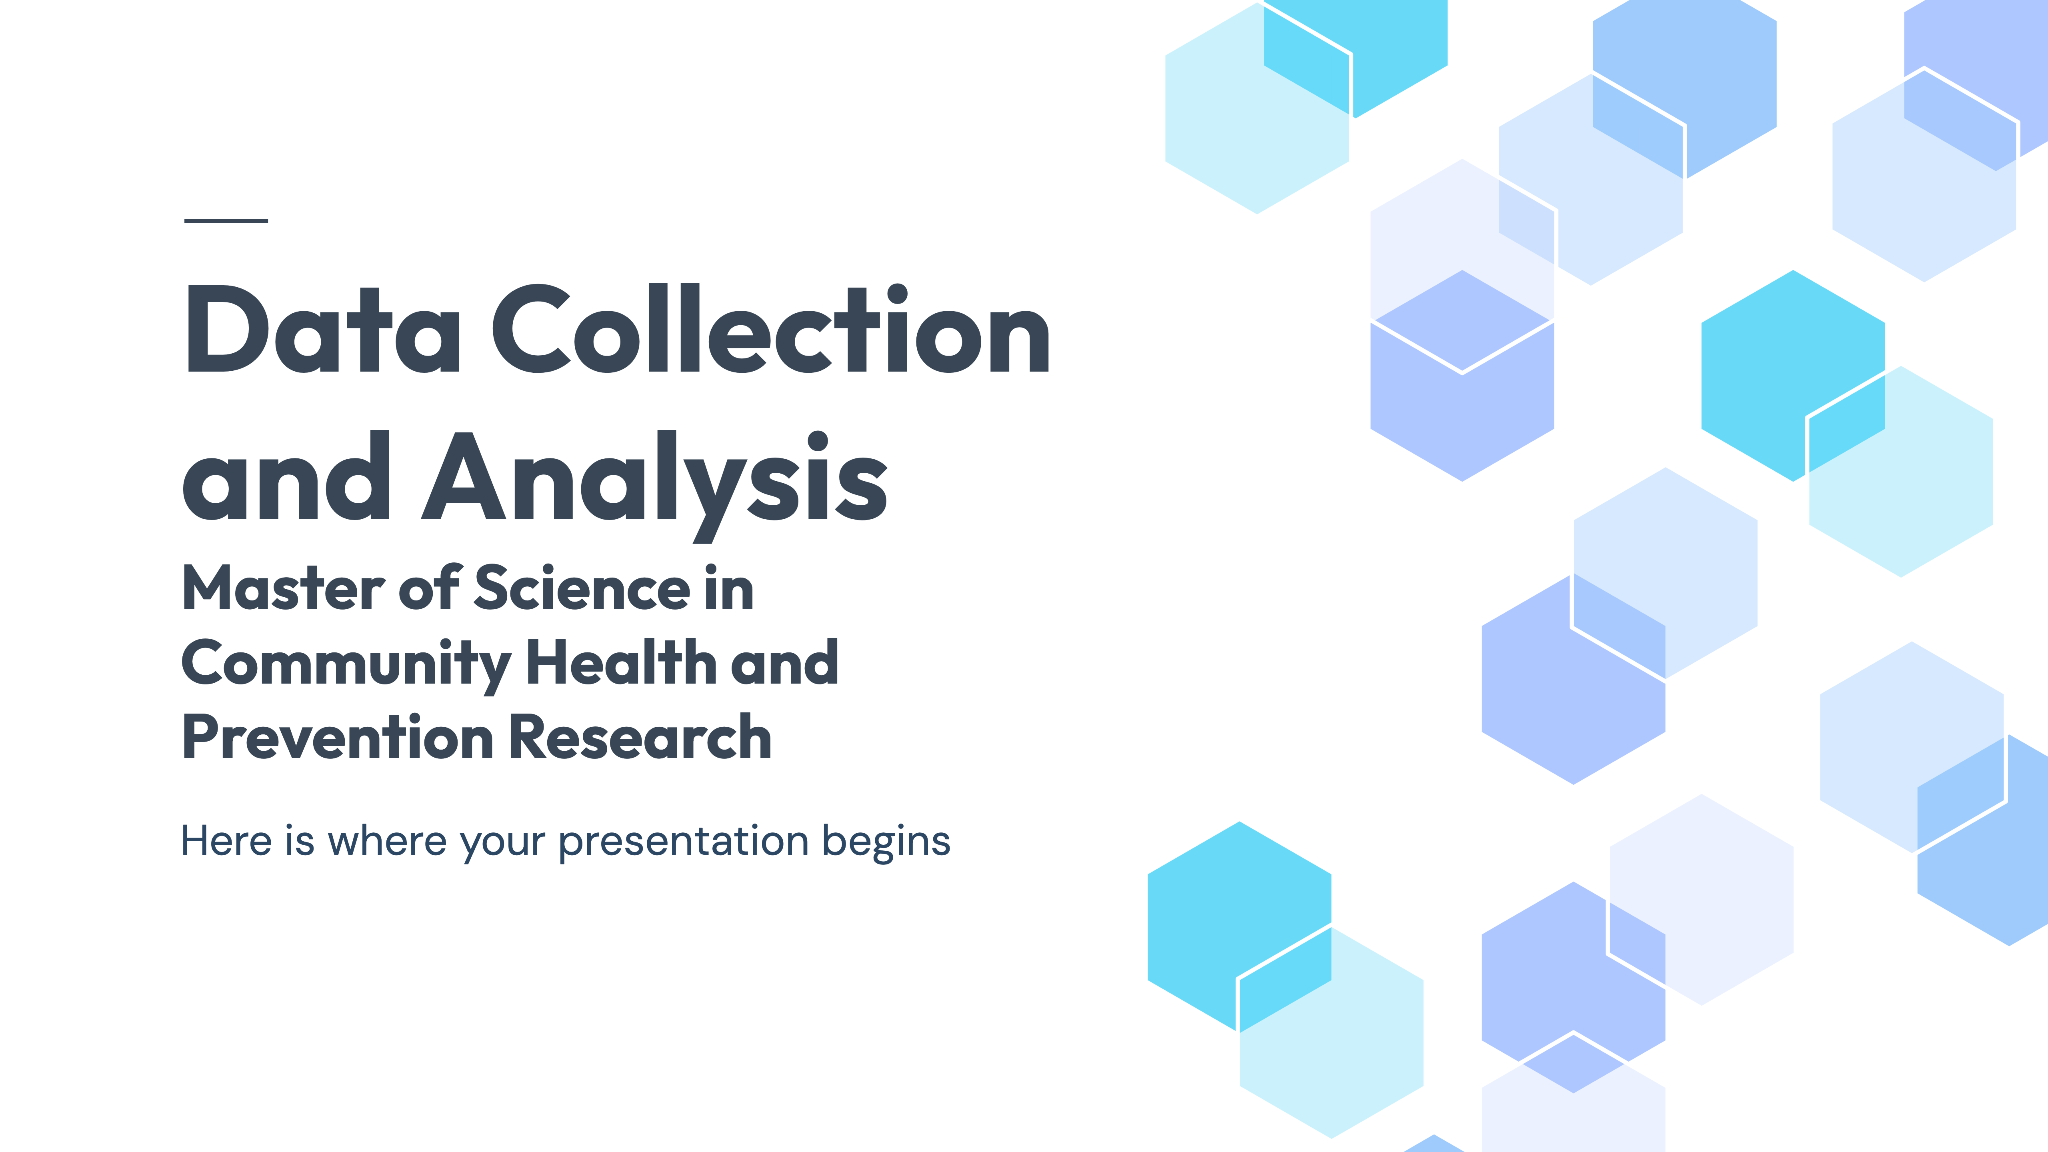 Data Collection
and Analysis
Master of Science in
Community Health and
Prevention Research
Here is where your presentation begins